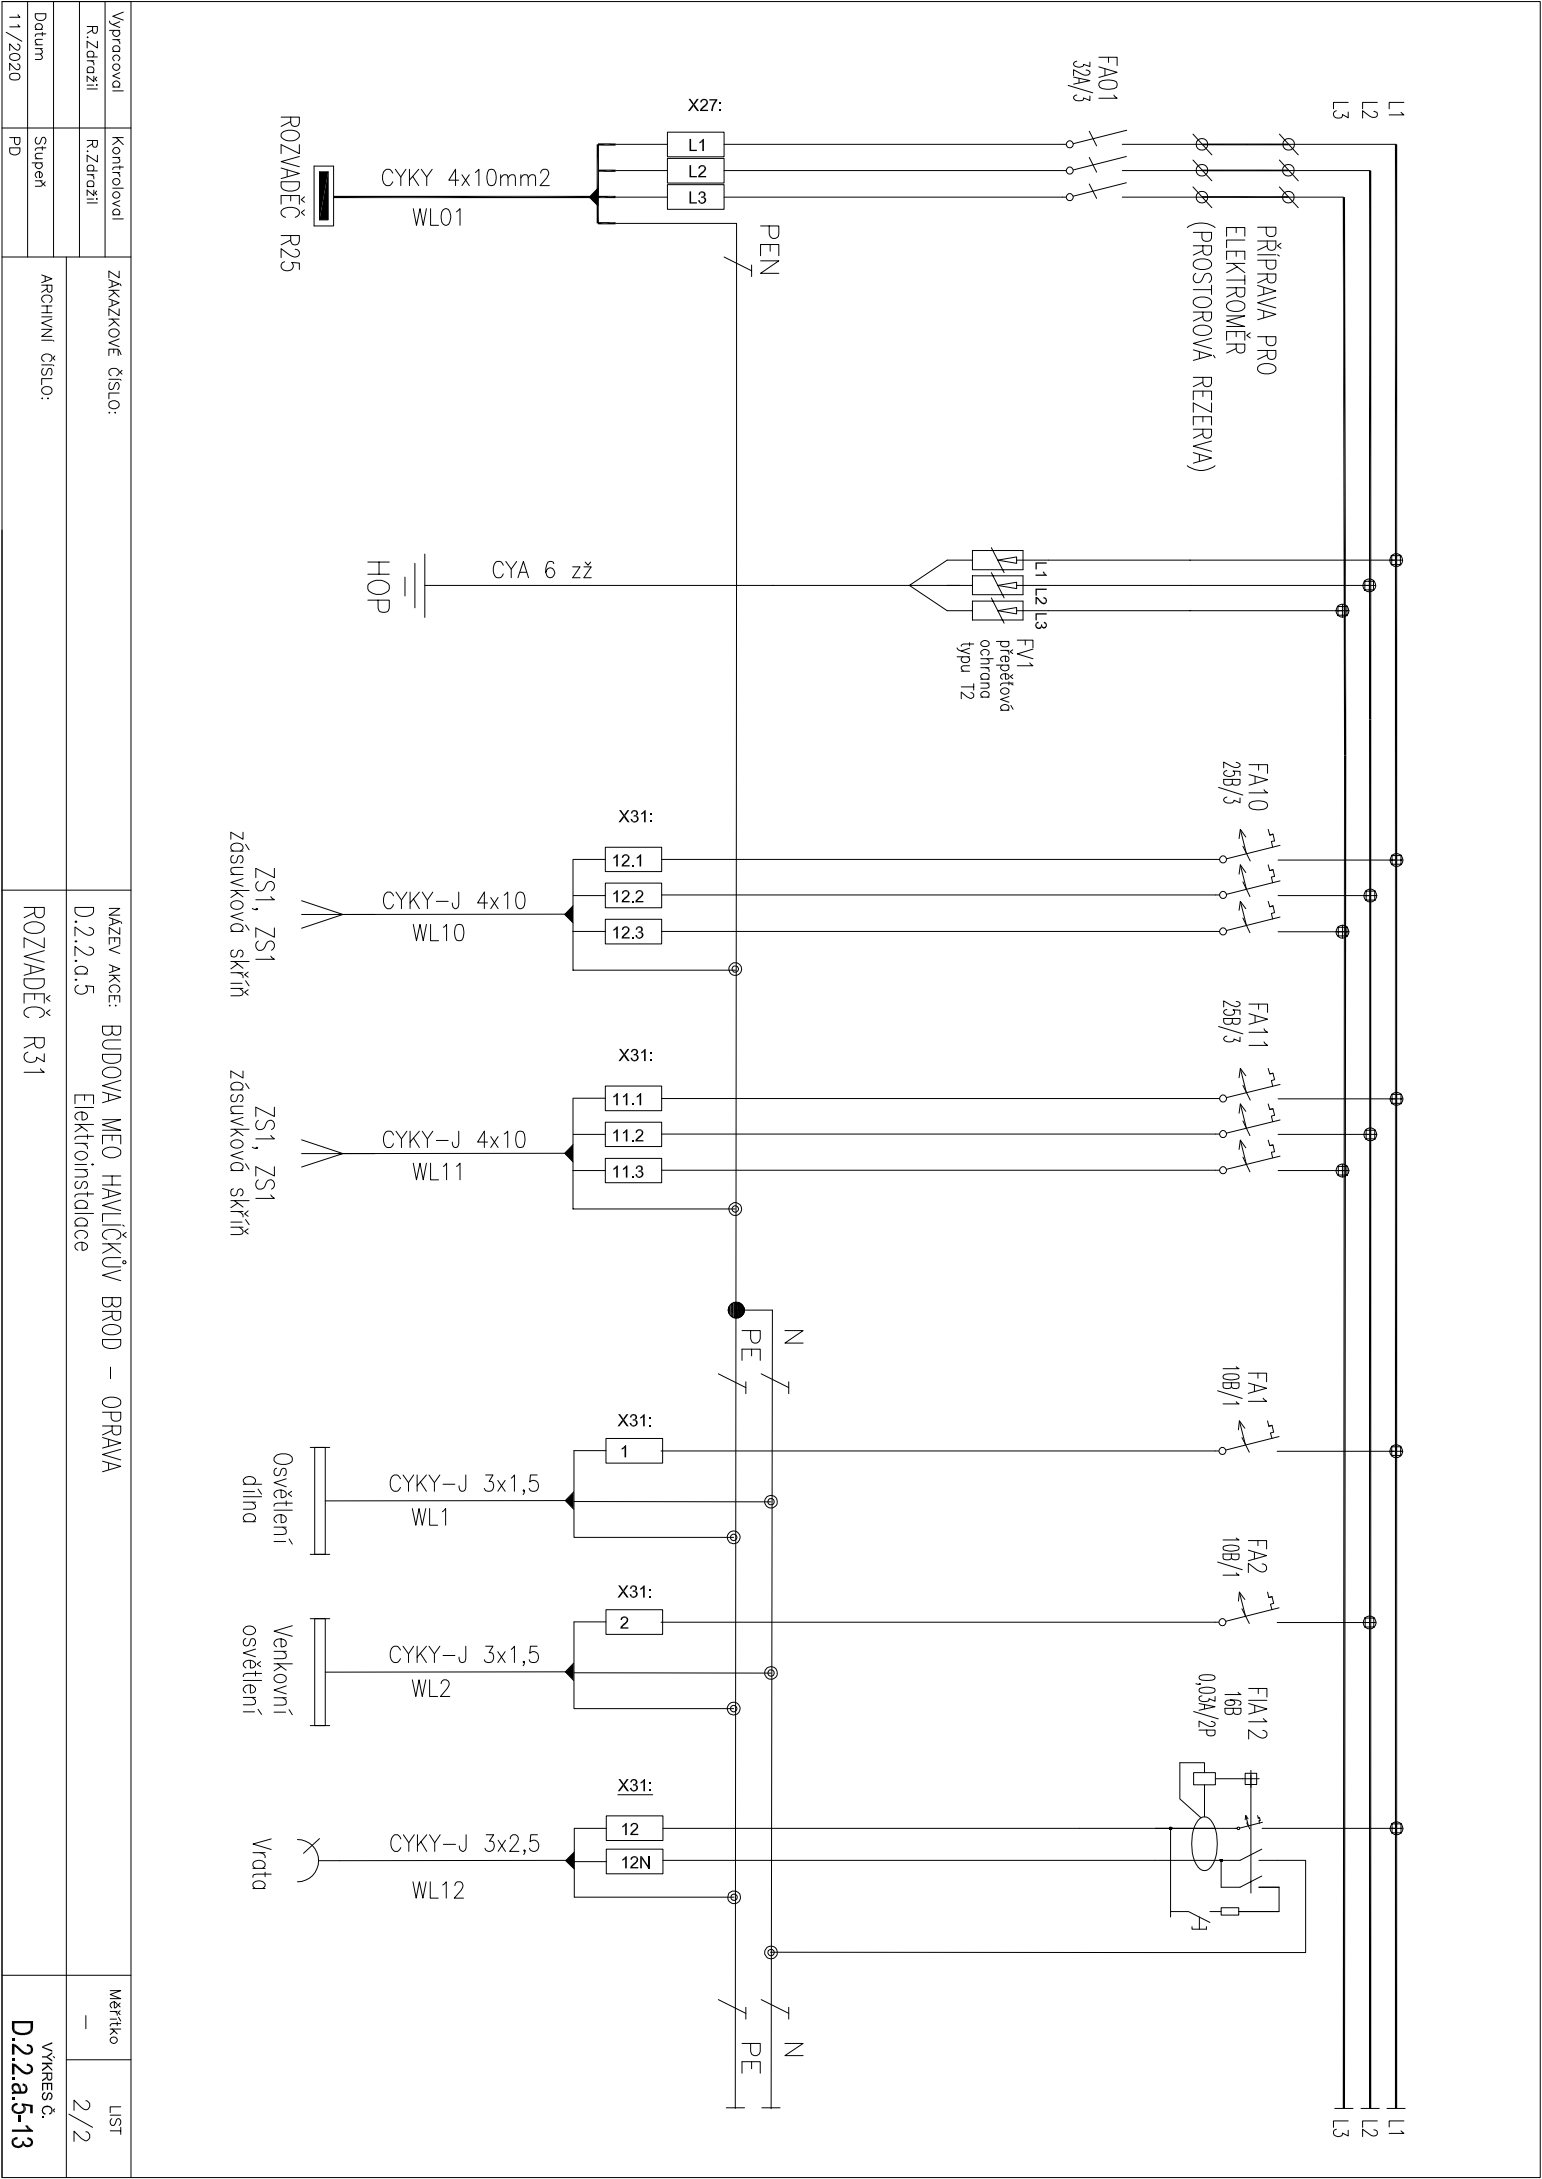 L1
L2
L3
FA01
32A/3
PŘÍPRAVA PRO
ELEKTROMĚR
(PROSTOROVÁ REZERVA)
X27:
L1
L2
L3
PEN
CYKY 4x10mm2
WL01
ROZVADĚČ R25
L1 L2 L3
FV1
přepěťová
ochrana
typu T2
CYA 6 zž
HOP
FA10
25B/3
X31:
12.1
12.2
12.3
CYKY-J 4x10
WL10
ZS1, ZS1
zásuvková skříň
FA11
25B/3
X31:
11.1
11.2
11.3
CYKY-J 4x10
WL11
ZS1, ZS1
zásuvková skříň
N
PE
FA1
10B/1
X31:
1
CYKY-J 3x1,5
WL1
Osvětlení
dílna
FA2
10B/1
X31:
2
CYKY-J 3x1,5
WL2
Venkovní
osvětlení
FIA12
16B
0,03A/2P
X31:
12
12N
CYKY-J 3x2,5
WL12
Vrata
N
PE
L1
L2
L3
Vypracoval
R.Zdražil
Kontroloval
R.Zdražil
Datum
11/2020
Stupeň
PD
ZÁKAZKOVÉ ČÍSLO:
ARCHIVNÍ ČÍSLO:
NÁZEV AKCE: BUDOVA MEO HAVLÍČKŮV BROD - OPRAVA
D.2.2.a.5 Elektroinstalace
ROZVADĚČ R31
Měřítko
-
LIST
2/2
VÝKRES Č.
D.2.2.a.5-13